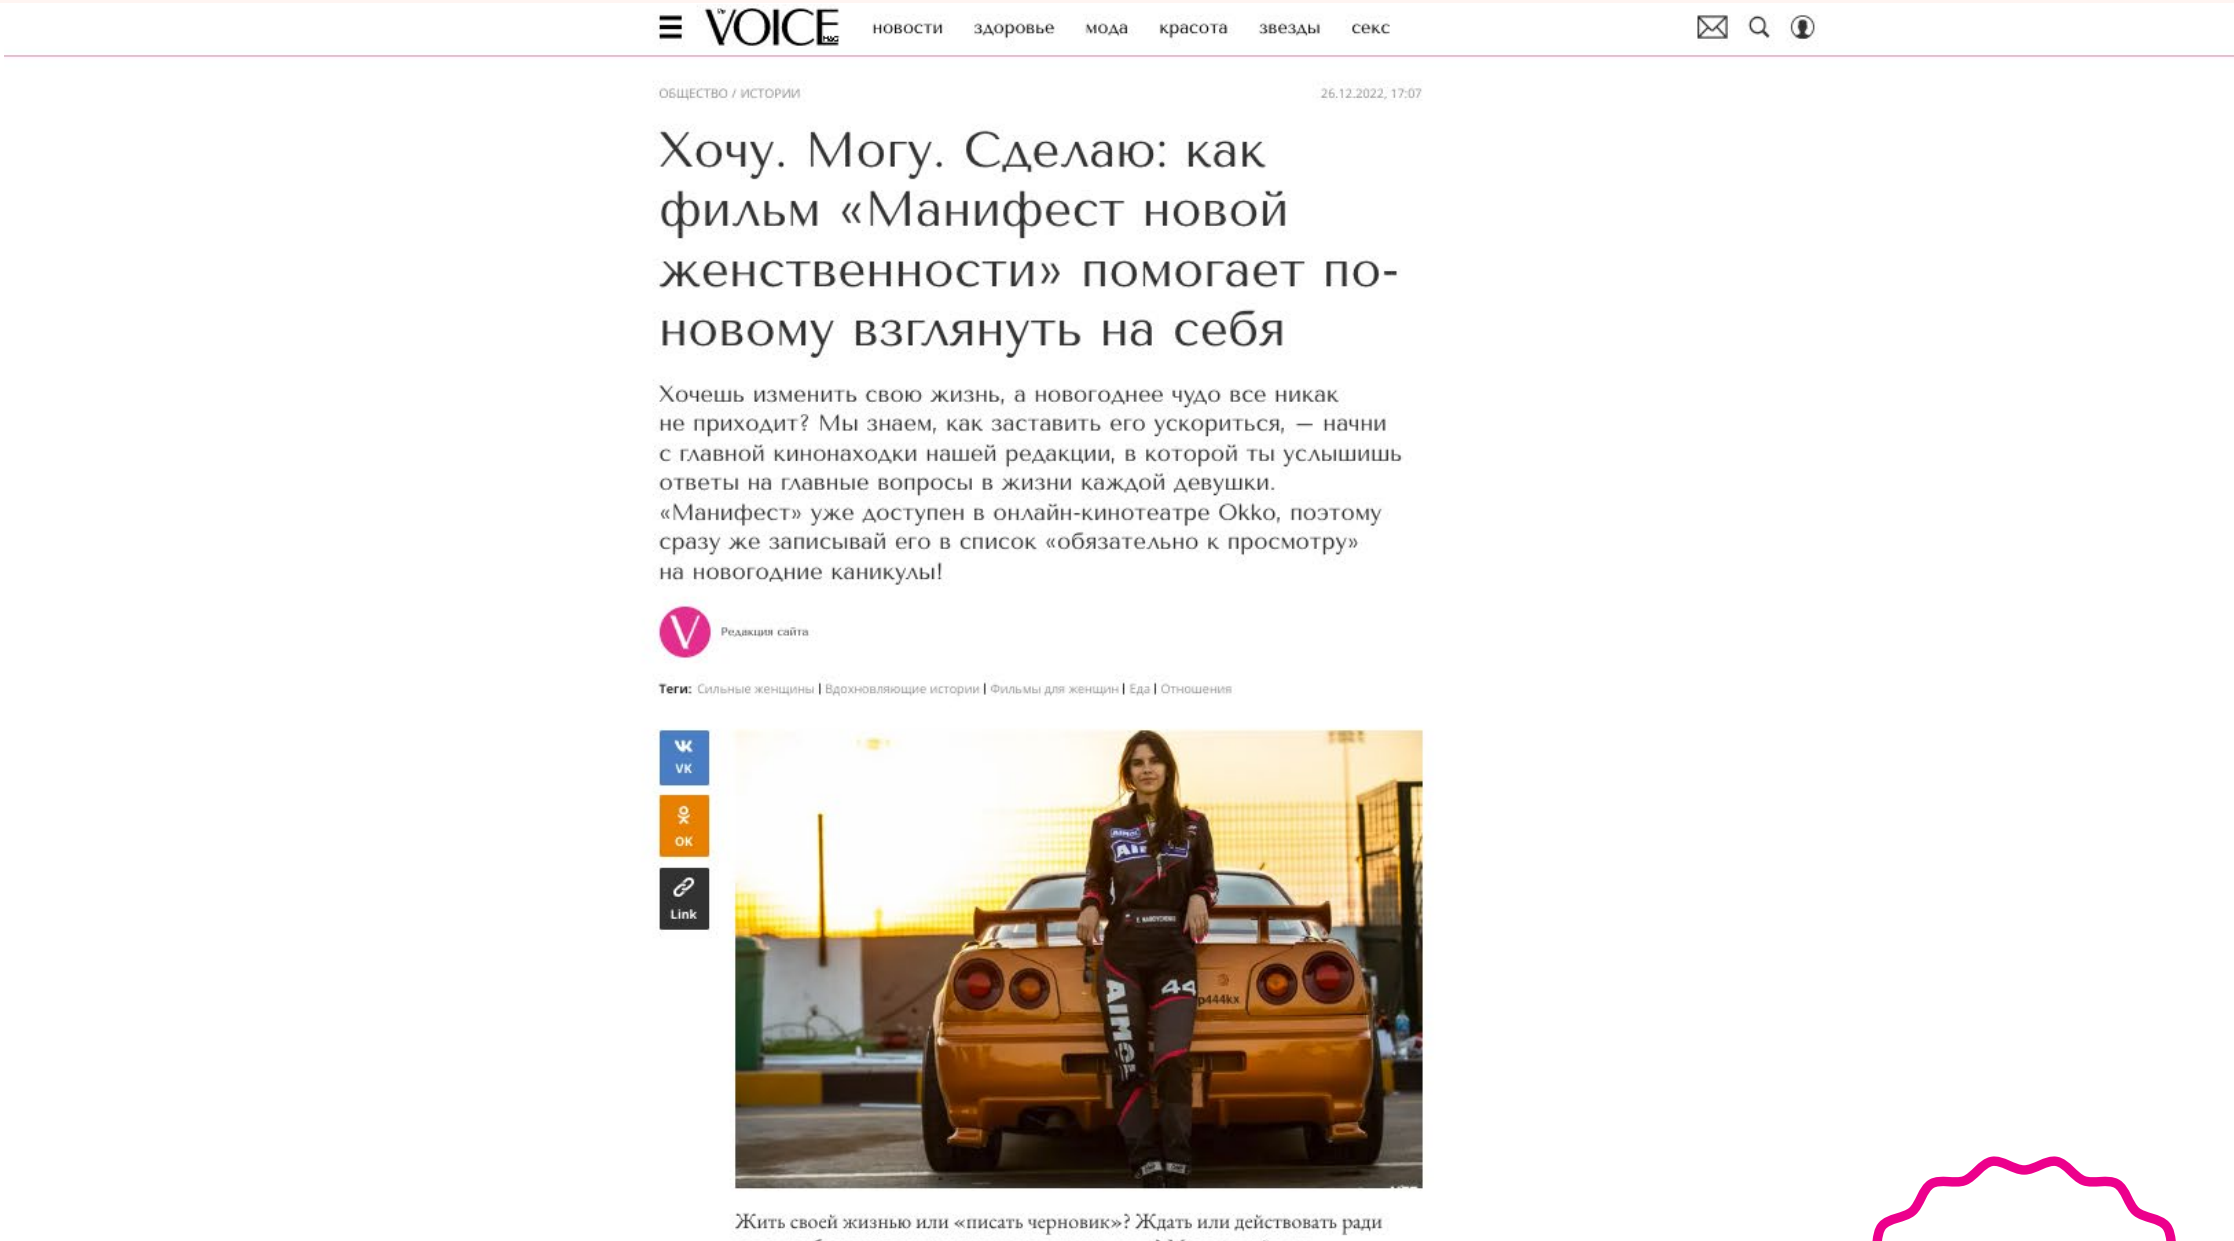 The VOICE MAG новости здоровье мода красота звезды секс
ОБЩЕСТВО / ИСТОРИИ 26.12.2022, 17:07
Хочу. Могу. Сделаю: как
фильм «Манифест новой
женственности» помогает по-
новому взглянуть на себя
Хочешь изменить свою жизнь, а новогоднее чудо все никак
не приходит? Мы знаем, как заставить его ускориться, — начни
с главной кинонаходки нашей редакции, в которой ты услышишь
ответы на главные вопросы в жизни каждой девушки.
«Манифест» уже доступен в онлайн-кинотеатре Okko, поэтому
сразу же записывай его в список «обязательно к просмотру»
на новогодние каникулы!
V Редакция сайта
Теги: Сильные женщины | Вдохновляющие истории | Фильмы для женщин | Еда | Отношения
VK
OK
Link
AIMOL
44
p444kx
AIMOL
Жить своей жизнью или «писать черновик»? Ждать или действовать ради